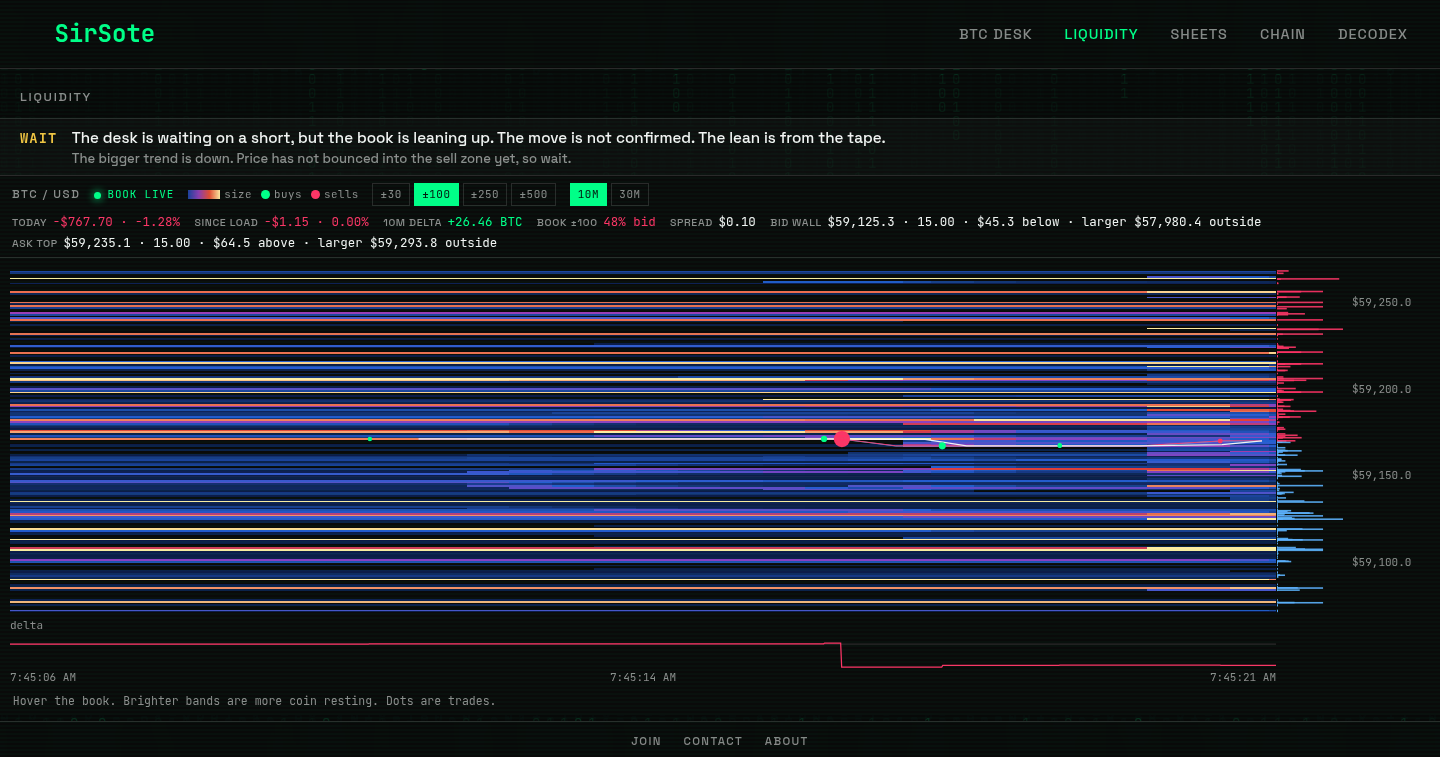 SirSote
BTC DESK LIQUIDITY SHEETS CHAIN DECODEX
LIQUIDITY
WAIT The desk is waiting on a short, but the book is leaning up. The move is not confirmed. The lean is from the tape.
The bigger trend is down. Price has not bounced into the sell zone yet, so wait.
BTC / USD BOOK LIVE size buys sells ±30 ±100 ±250 ±500 10M 30M
TODAY -$767.70 · -1.28% SINCE LOAD -$1.15 · 0.00% 10M DELTA +26.46 BTC BOOK ±100 48% bid SPREAD $0.10 BID WALL $59,125.3 · 15.00 · $45.3 below · larger $57,980.4 outside
ASK TOP $59,235.1 · 15.00 · $64.5 above · larger $59,293.8 outside
$59,250.0
$59,200.0
$59,150.0
$59,100.0
delta
7:45:06 AM 7:45:14 AM 7:45:21 AM
Hover the book. Brighter bands are more coin resting. Dots are trades.
JOIN CONTACT ABOUT